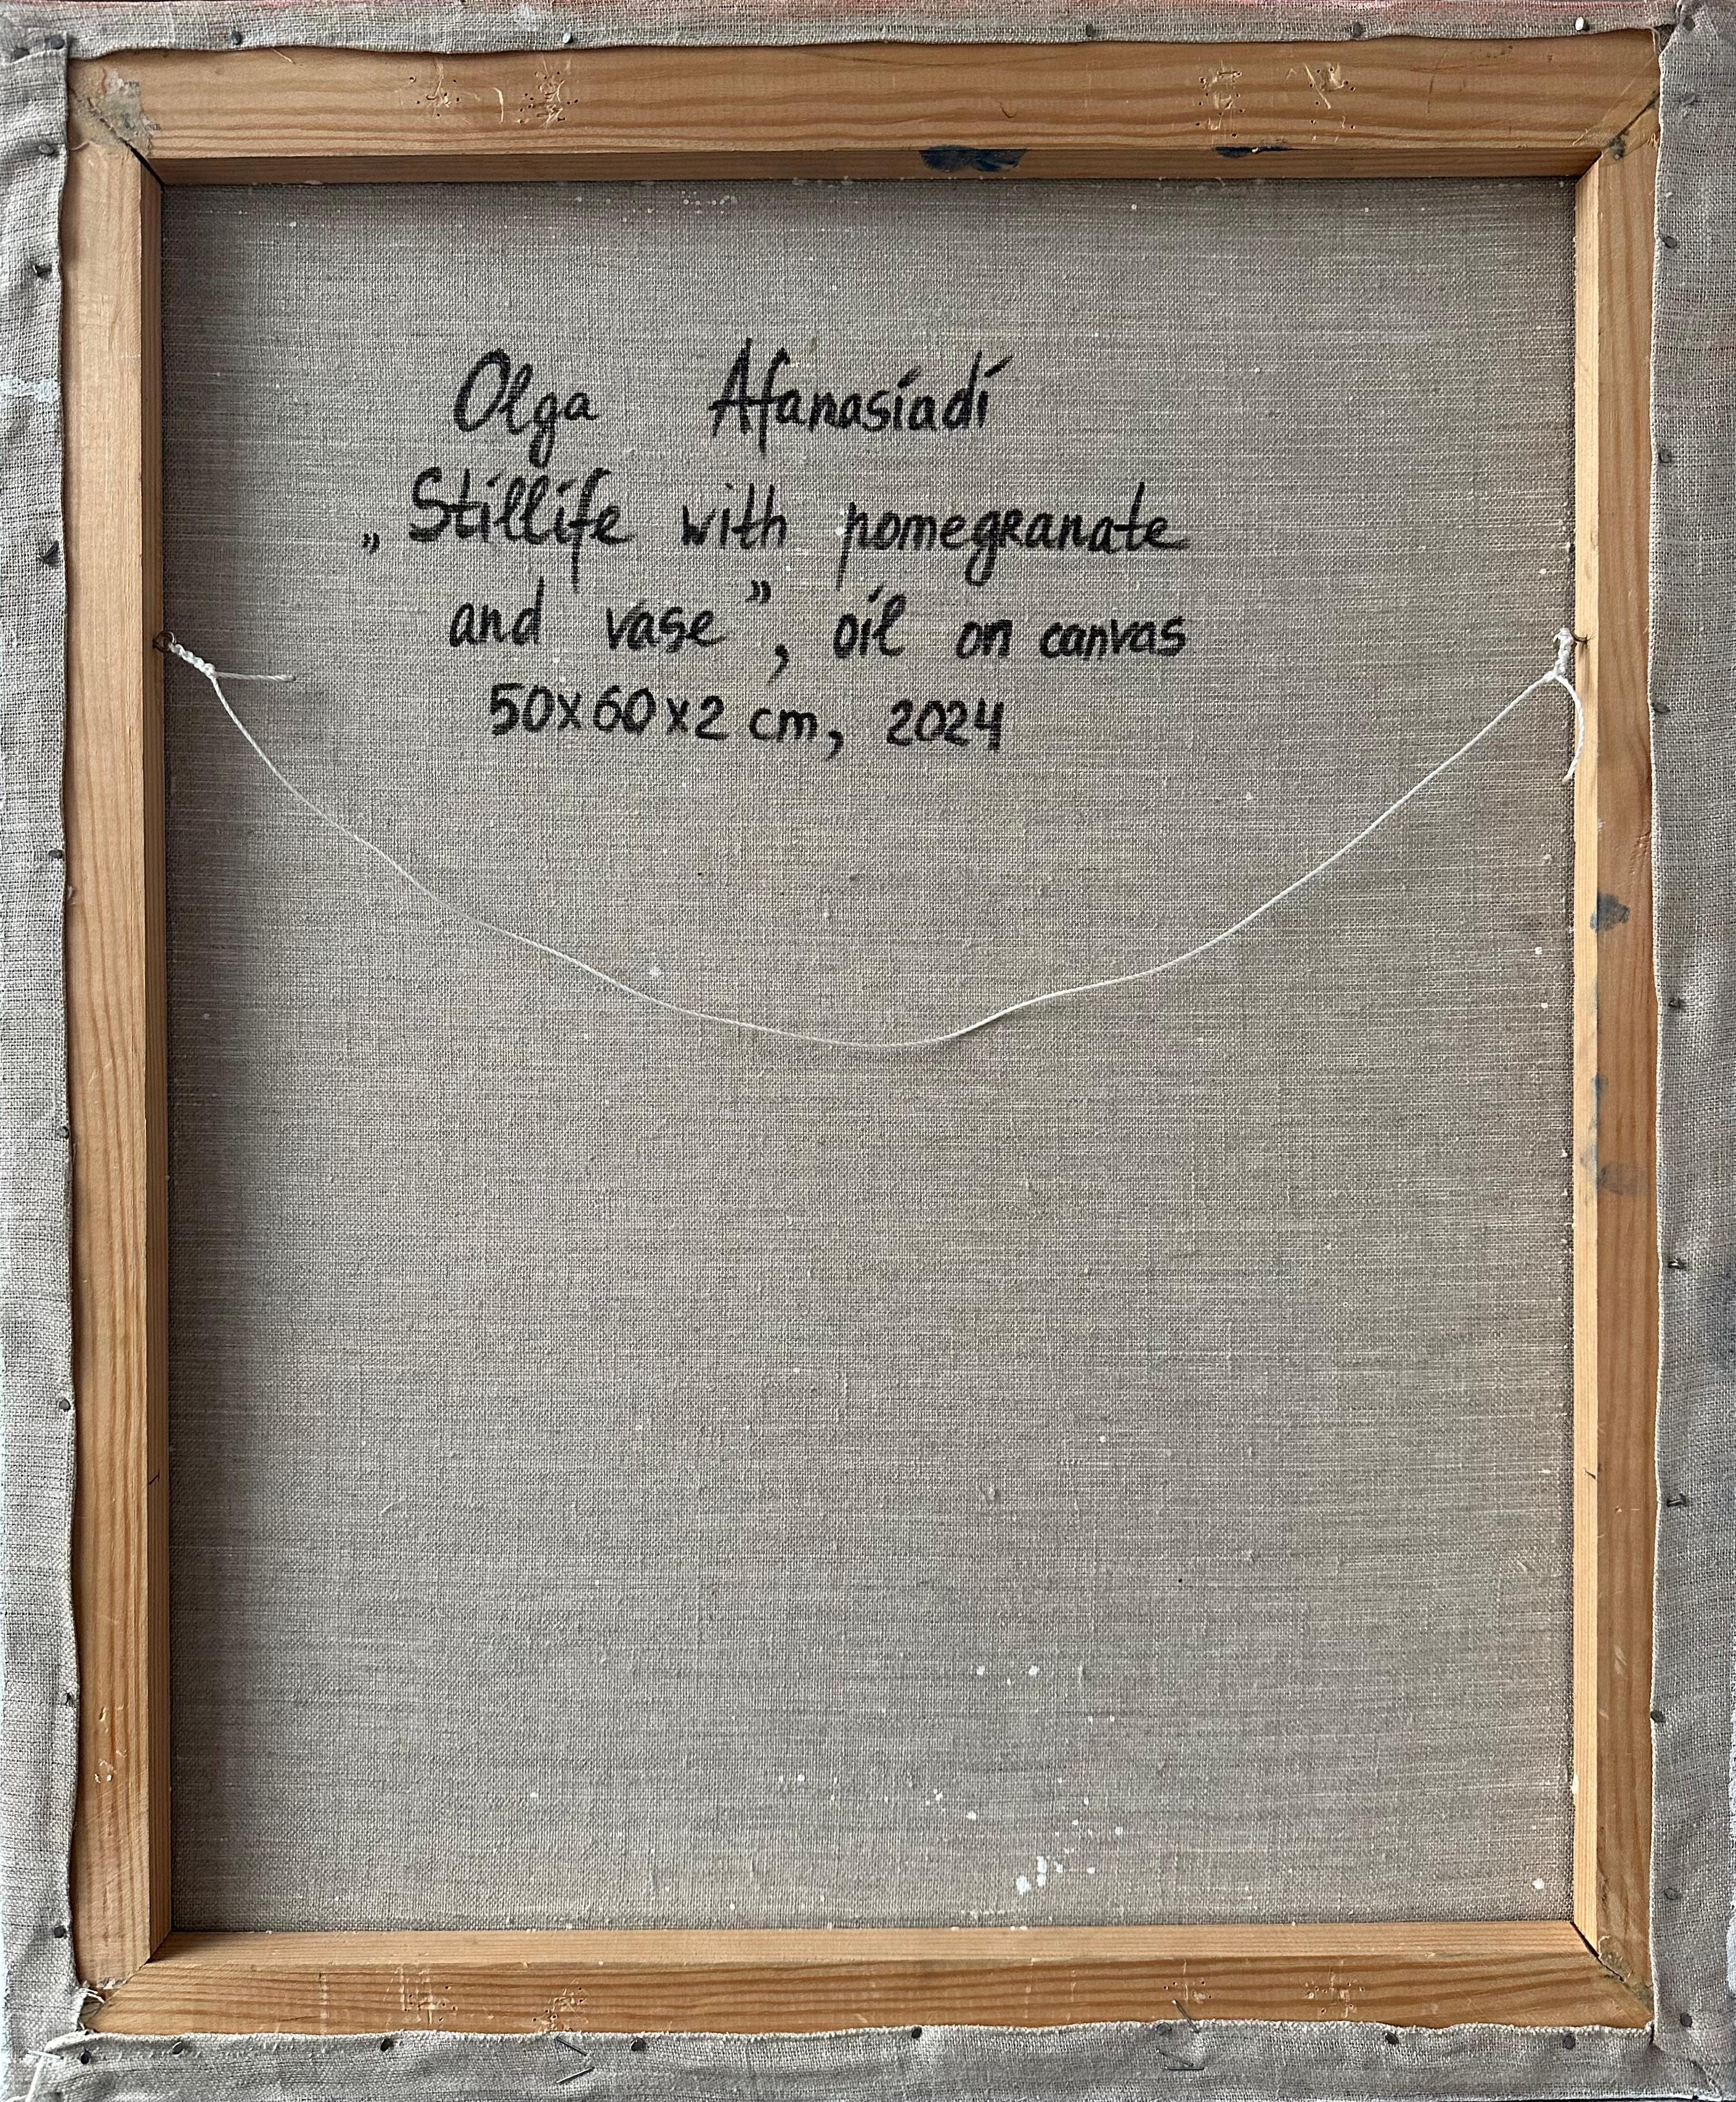 Olga Afanasiadi
„Stillife with pomegranate
and vase”, oil on canvas
50x60x2 cm, 2024